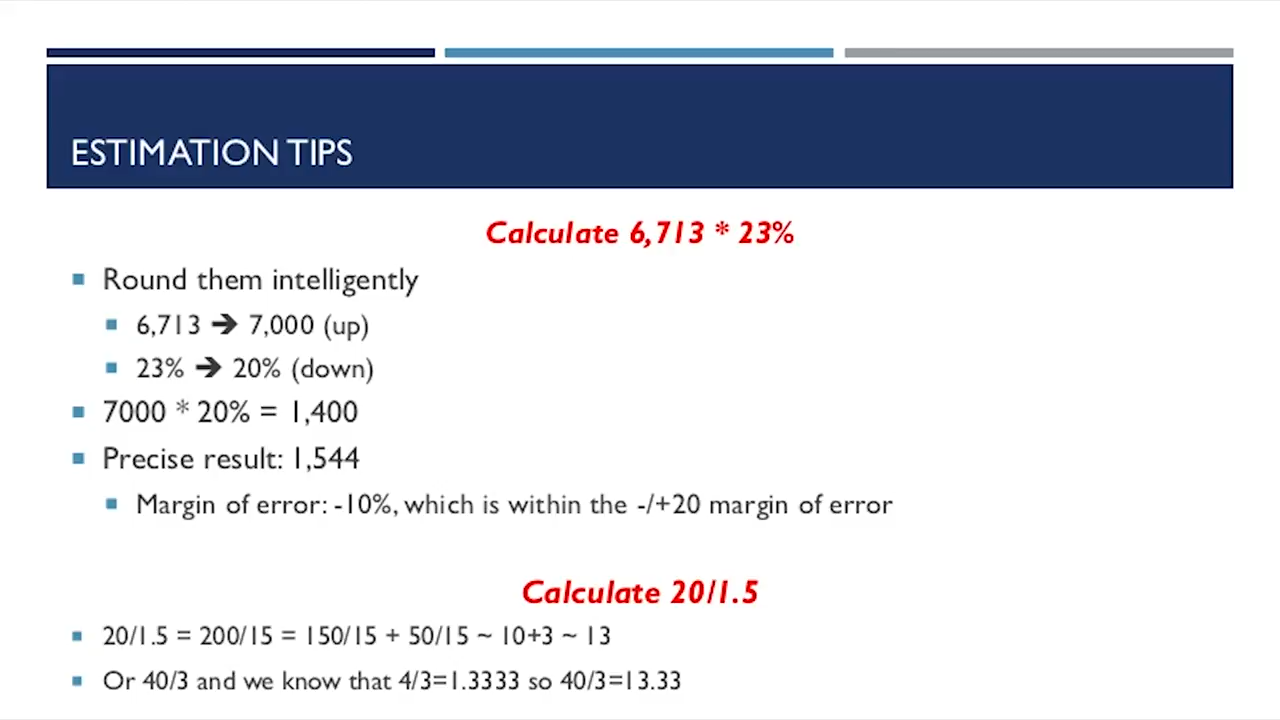 ESTIMATION TIPS
Calculate 6,713 * 23%
Round them intelligently
6,713 → 7,000 (up)
23% → 20% (down)
7000 * 20% = 1,400
Precise result: 1,544
Margin of error: -10%, which is within the -/+20 margin of error
Calculate 20/1.5
20/1.5 = 200/15 = 150/15 + 50/15 ~ 10+3 ~ 13
Or 40/3 and we know that 4/3=1.3333 so 40/3=13.33